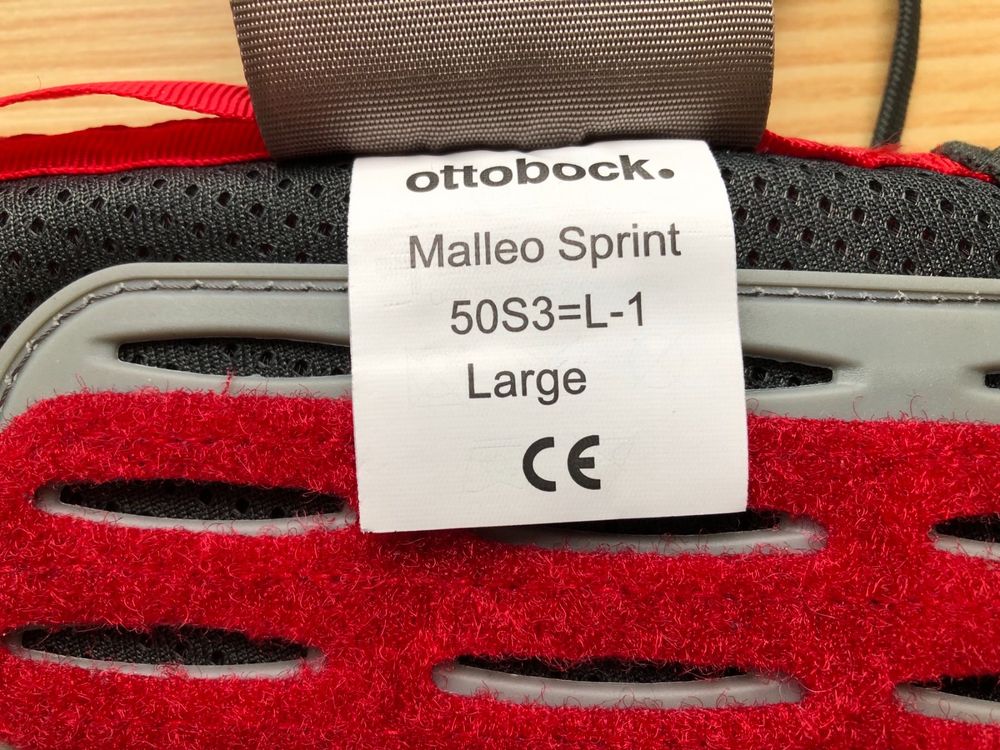 ottobock.
Malleo Sprint
50S3=L-1
Large
CE